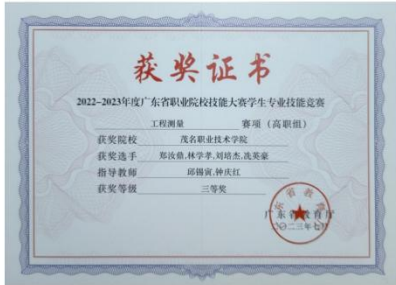 获奖证书
2022-2023年度广东省职业院校技能大赛学生专业技能竞赛
工程测量 赛项（高职组）
获奖院校 茂名职业技术学院
获奖选手 郑汝鼎,林学孝,刘培杰,冼英豪
指导教师 邱锡寅,钟庆红
获奖等级 三等奖
广东省教育厅
二〇二三年七月